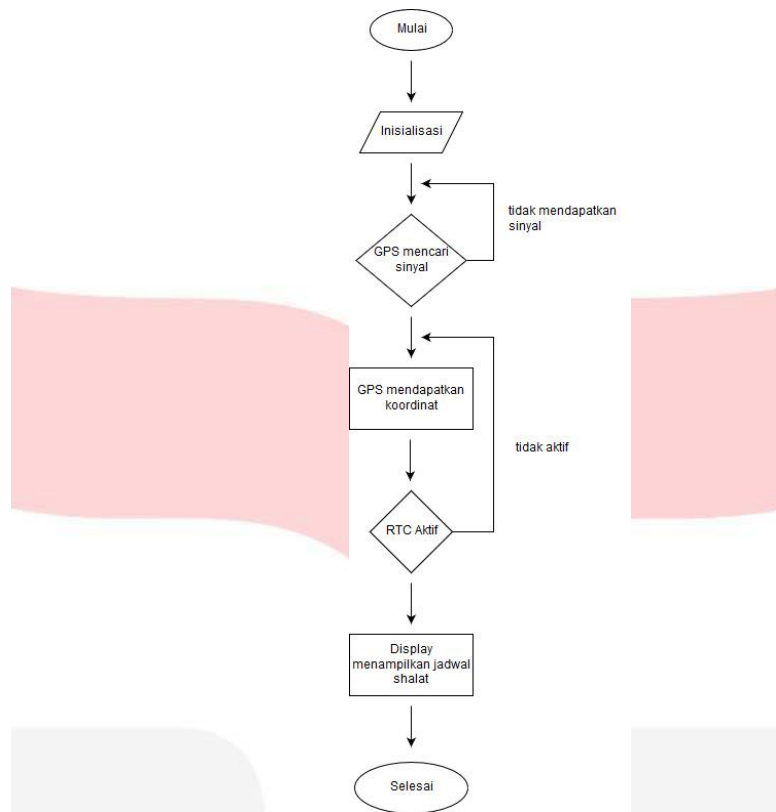 Mulai
Inisialisasi
tidak mendapatkan
sinyal
GPS mencari
sinyal
GPS mendapatkan
koordinat
tidak aktif
RTC Aktif
Display
menampilkan jadwal
shalat
Selesai